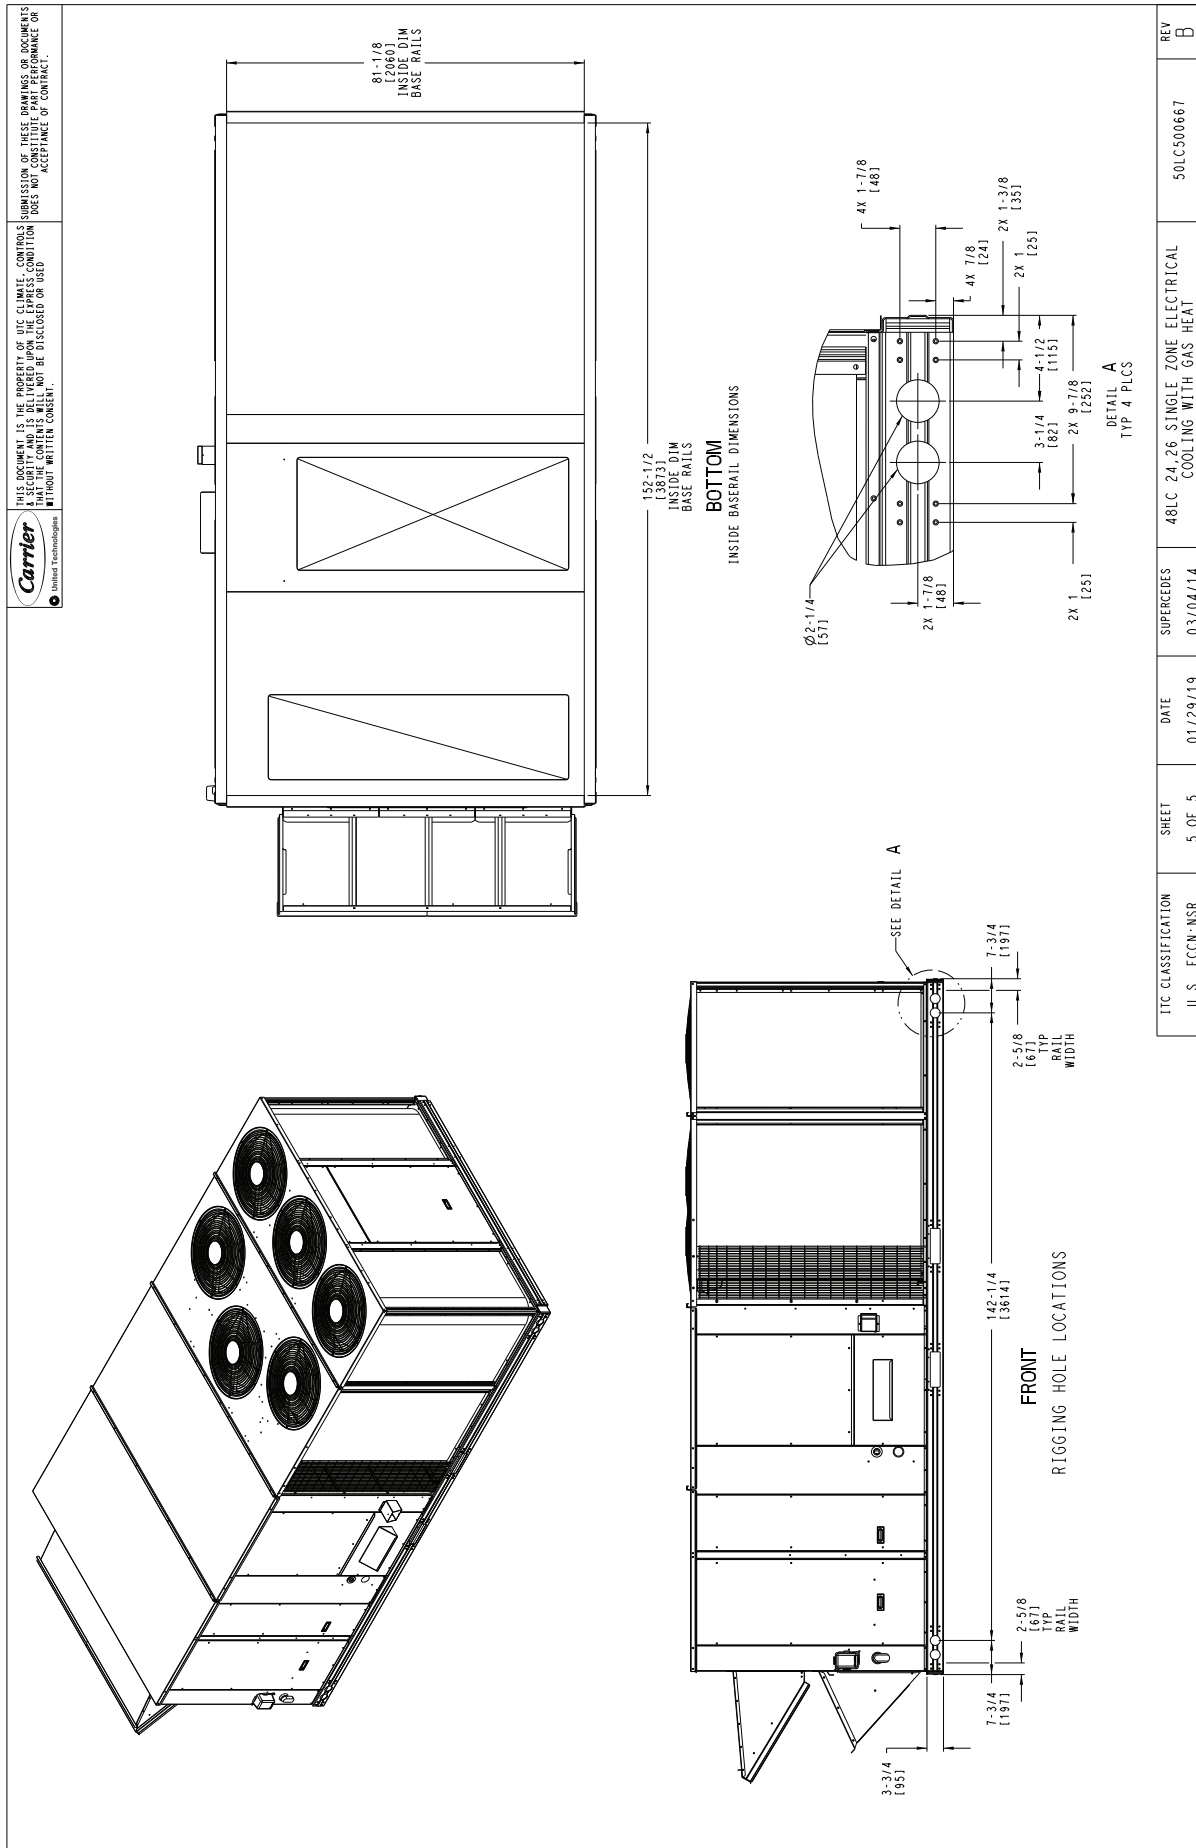 Carrier
United Technologies
THIS DOCUMENT IS THE PROPERTY OF UTC CLIMATE, CONTROLS
& SECURITY AND IS DELIVERED UPON THE EXPRESS CONDITION
THAT THE CONTENTS WILL NOT BE DISCLOSED OR USED
WITHOUT WRITTEN CONSENT.
SUBMISSION OF THESE DRAWINGS OR DOCUMENTS
DOES NOT CONSTITUTE PART PERFORMANCE OR
ACCEPTANCE OF CONTRACT.
81-1/8
[2060]
INSIDE DIM
BASE RAILS
152-1/2
[3873]
INSIDE DIM
BASE RAILS
BOTTOM
INSIDE BASERAIL DIMENSIONS
Ø2-1/4
[57]
2X 1-7/8
[48]
2X 1
[25]
4X 1-7/8
[48]
4X 7/8
[24]
2X 1-3/8
[35]
2X 1
[25]
4-1/2
[115]
3-1/4
[82]
2X 9-7/8
[252]
DETAIL A
TYP 4 PLCS
SEE DETAIL A
3-3/4
[95]
7-3/4
[197]
2-5/8
[67]
TYP
RAIL
WIDTH
142-1/4
[3614]
2-5/8
[67]
TYP
RAIL
WIDTH
7-3/4
[197]
FRONT
RIGGING HOLE LOCATIONS
ITC CLASSIFICATION
U.S. ECCN:NSR
SHEET
5 OF 5
DATE
01/29/19
SUPERCEDES
03/04/14
48LC 24,26 SINGLE ZONE ELECTRICAL
COOLING WITH GAS HEAT
50LC500667
REV
B